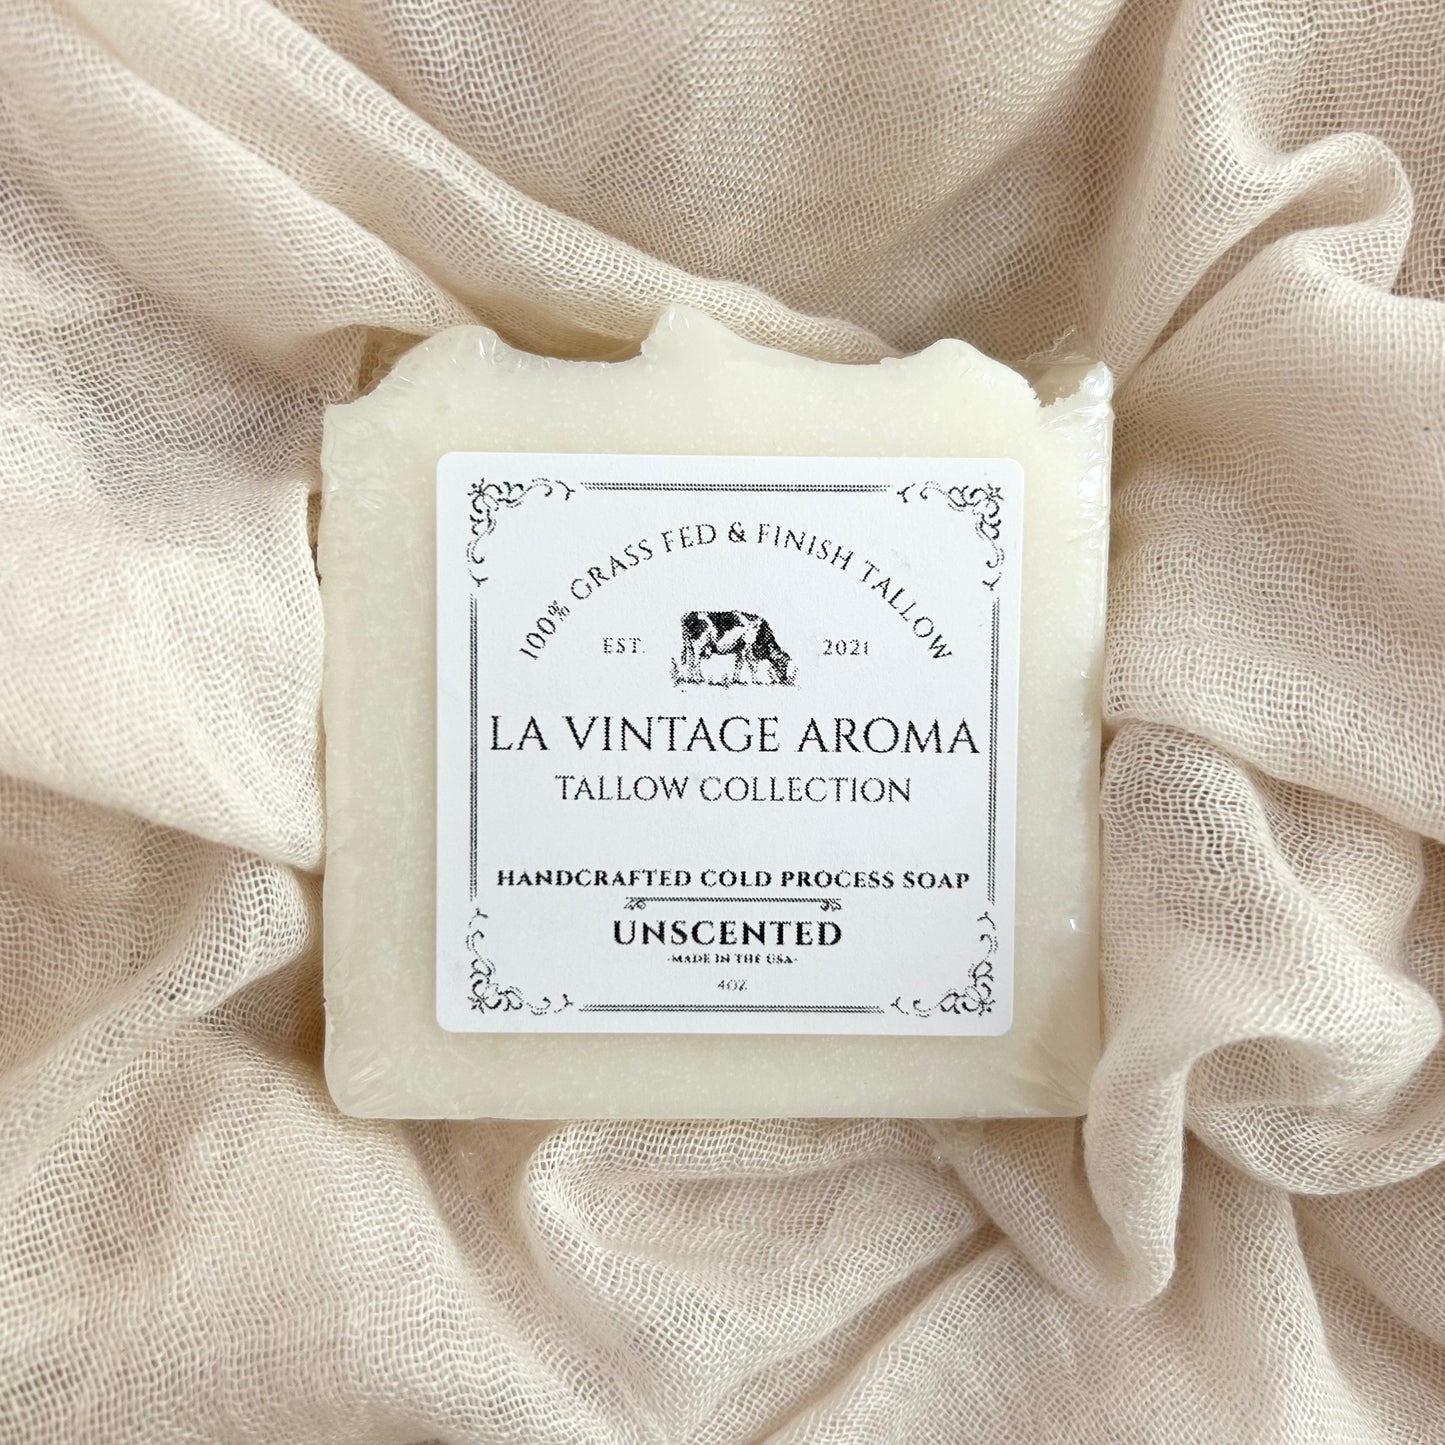 100% GRASS FED & FINISH TALLOW
EST. 2021
LA VINTAGE AROMA
TALLOW COLLECTION
HANDCRAFTED COLD PROCESS SOAP
UNSCENTED
-MADE IN THE USA-
4OZ